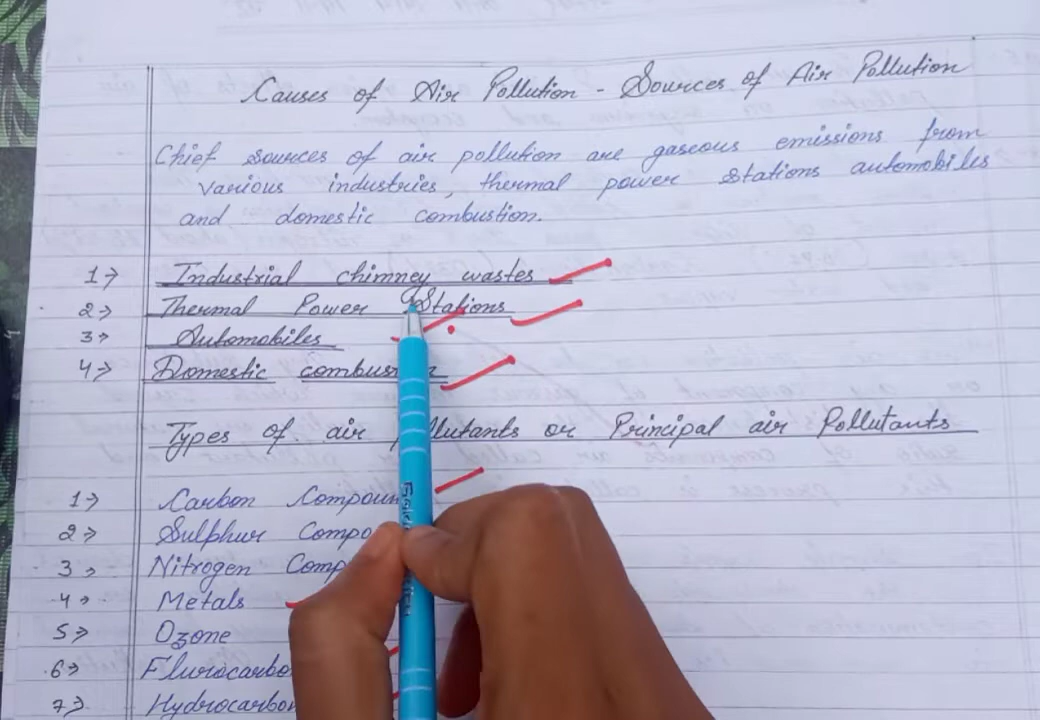 Causes of Air Pollution - Sources of Air Pollution
Chief sources of air pollution are gaseous emissions from
various industries, thermal power stations automobiles
and domestic combustion.
1→ Industrial chimney wastes
2→ Thermal Power Stations
3→ Automobiles
4→ Domestic
Types of air or Principal air Pollutants
1→ Carbon
2→ Sulphur
3→ Nitrogen
4→ Metals
5→ Ozone
6→
7→